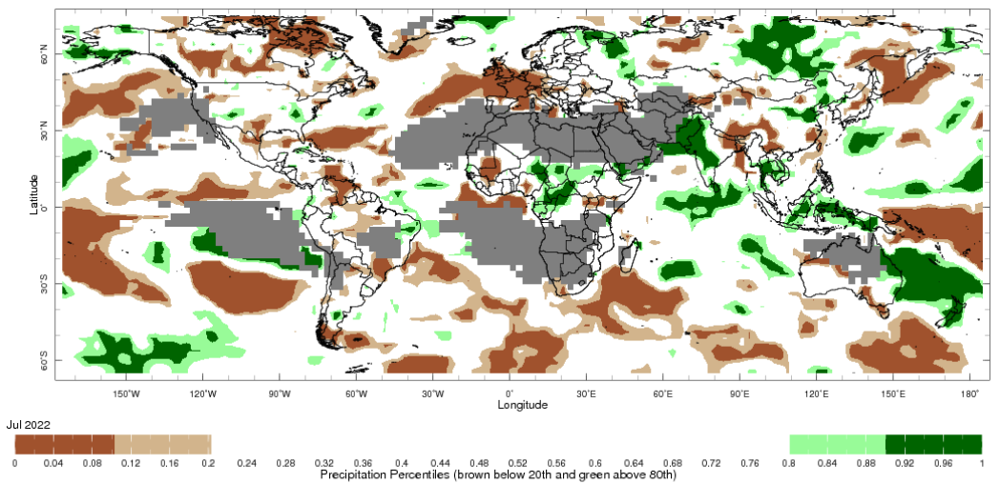 60°N
30°N
0°
30°S
60°S
Latitude
150°W 120°W 90°W 60°W 30°W 0° 30°E 60°E 90°E 120°E 150°E 180°
Longitude
Jul 2022
0 0.04 0.08 0.12 0.16 0.2 0.24 0.28 0.32 0.36 0.4 0.44 0.48 0.52 0.56 0.6 0.64 0.68 0.72 0.76 0.8 0.84 0.88 0.92 0.96 1
Precipitation Percentiles (brown below 20th and green above 80th)